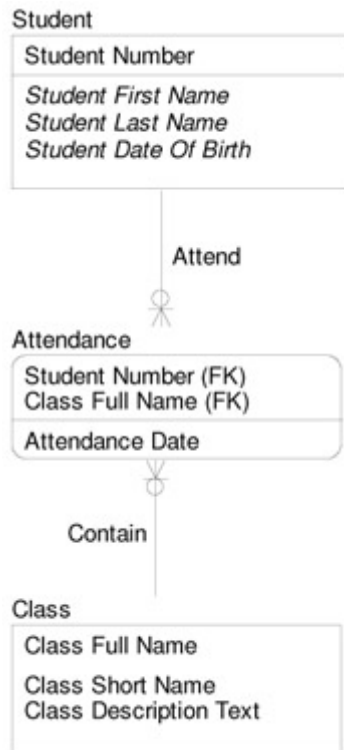 Student
Student Number
Student First Name
Student Last Name
Student Date Of Birth
Attend
Attendance
Student Number (FK)
Class Full Name (FK)
Attendance Date
Contain
Class
Class Full Name
Class Short Name
Class Description Text